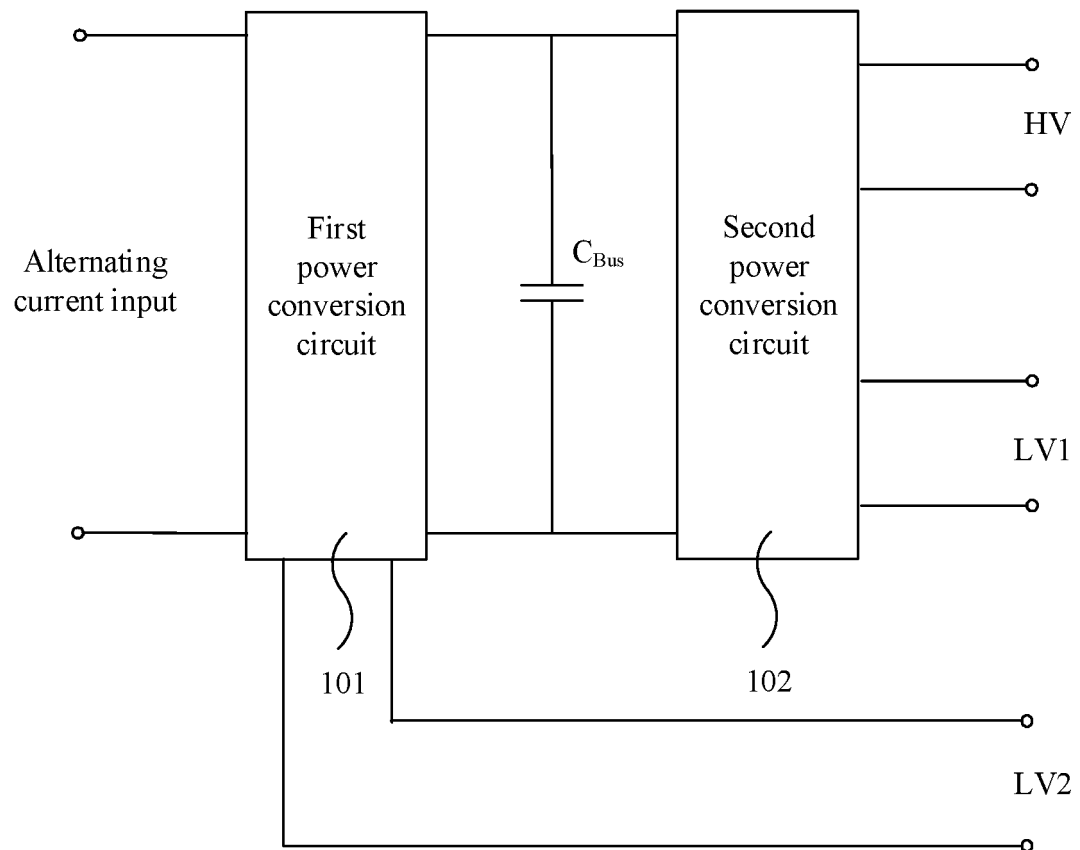 Alternating
current input
First
power
conversion
circuit
C_Bus
Second
power
conversion
circuit
HV
LV1
101
102
LV2